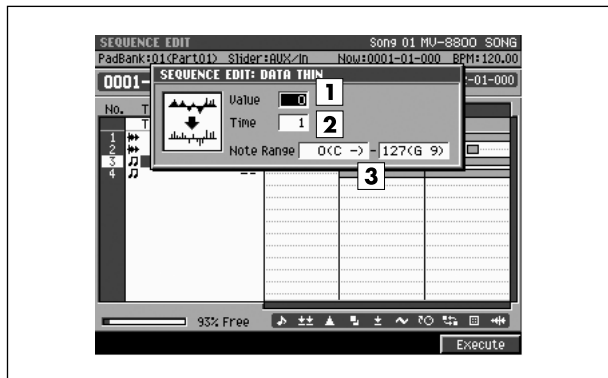 SEQUENCE EDIT Song 01 MV-8800 SONG
PadBank:01(Part01) Slider:AUX/In Now:0001-01-000 BPM:120.00
0001- -01-000
SEQUENCE EDIT: DATA THIN
Value 0 1
Time 1 2
Note Range 0(C -) - 127(G 9)
3
No. T
T
1
2
3
4
93% Free
Execute